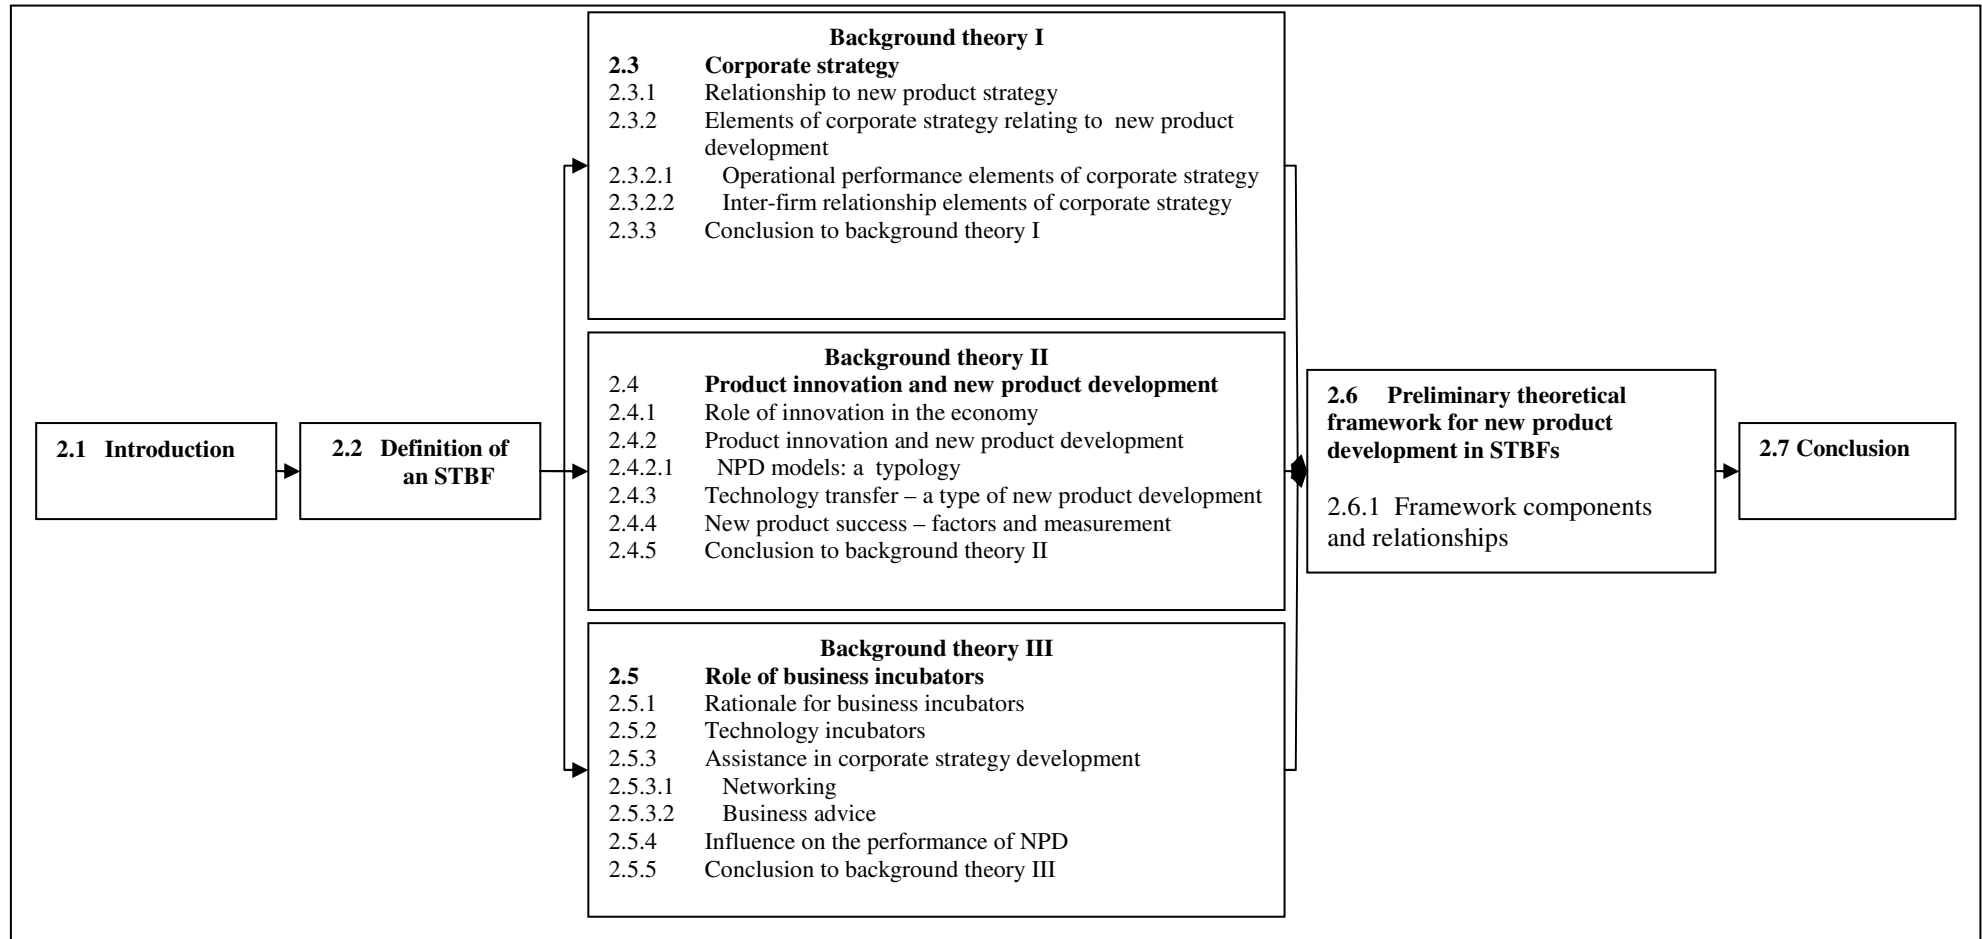 2.1 Introduction
2.2 Definition of
an STBF
Background theory I
2.3 Corporate strategy
2.3.1 Relationship to new product strategy
2.3.2 Elements of corporate strategy relating to new product
development
2.3.2.1 Operational performance elements of corporate strategy
2.3.2.2 Inter-firm relationship elements of corporate strategy
2.3.3 Conclusion to background theory I
Background theory II
2.4 Product innovation and new product development
2.4.1 Role of innovation in the economy
2.4.2 Product innovation and new product development
2.4.2.1 NPD models: a typology
2.4.3 Technology transfer – a type of new product development
2.4.4 New product success – factors and measurement
2.4.5 Conclusion to background theory II
Background theory III
2.5 Role of business incubators
2.5.1 Rationale for business incubators
2.5.2 Technology incubators
2.5.3 Assistance in corporate strategy development
2.5.3.1 Networking
2.5.3.2 Business advice
2.5.4 Influence on the performance of NPD
2.5.5 Conclusion to background theory III
2.6 Preliminary theoretical
framework for new product
development in STBFs
2.6.1 Framework components
and relationships
2.7 Conclusion